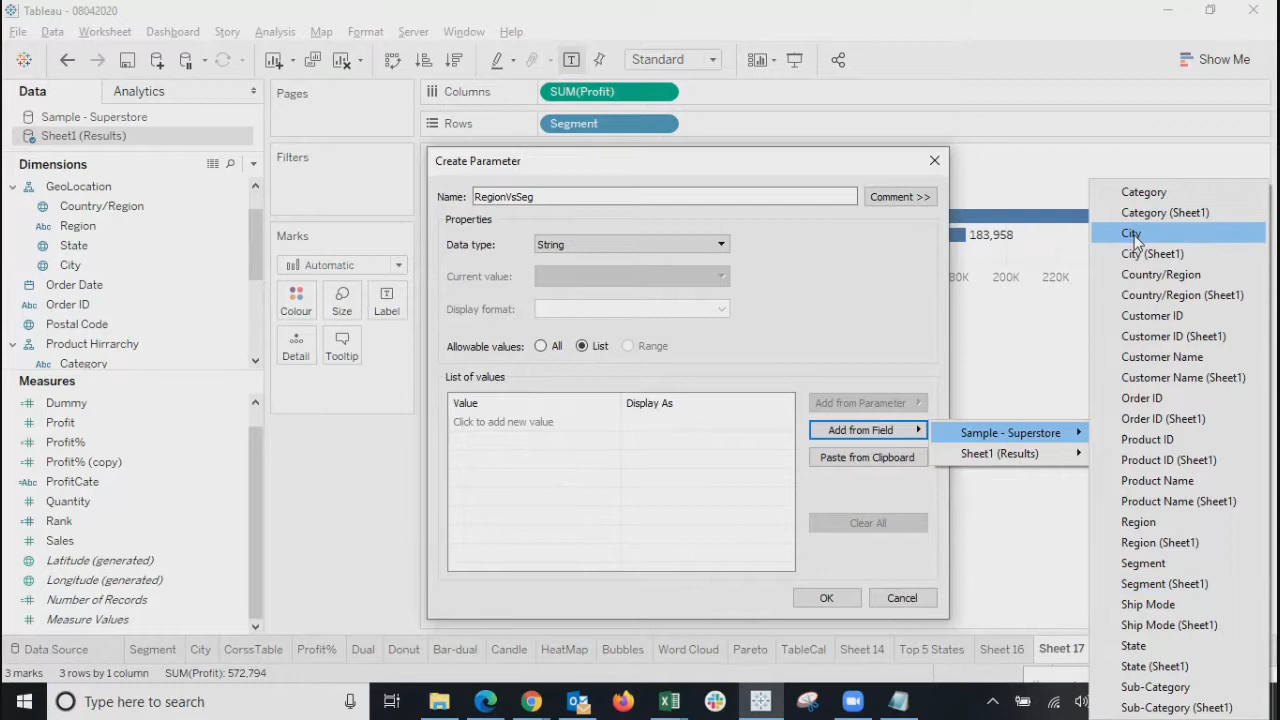 Tableau - 08042020
File Data Worksheet Dashboard Story Analysis Map Format Server Window Help
Standard
Show Me
Data
Analytics
Pages
Columns
SUM(Profit)
Sample - Superstore
Rows
Segment
Sheet1 (Results)
Filters
Dimensions
GeoLocation
Country/Region
Abc Region
State
City
Order Date
Abc Order ID
Postal Code
Product Hirrarchy
Abc Category
Measures
Dummy
Profit
Profit%
Profit% (copy)
=Abc ProfitCate
Quantity
Rank
Sales
Latitude (generated)
Longitude (generated)
Number of Records
Measure Values
Marks
Automatic
Colour
Size
Label
Detail
Tooltip
Create Parameter
Name:
RegionVsSeg
Comment >>
Properties
Data type:
String
Current value:
Display format:
Allowable values:
All
List
Range
List of values
Value
Display As
Click to add new value
Add from Parameter
Add from Field
Paste from Clipboard
Clear All
OK
Cancel
Sample - Superstore
Sheet1 (Results)
183,958
80K
200K
220K
Category
Category (Sheet1)
City
City (Sheet1)
Country/Region
Country/Region (Sheet1)
Customer ID
Customer ID (Sheet1)
Customer Name
Customer Name (Sheet1)
Order ID
Order ID (Sheet1)
Product ID
Product ID (Sheet1)
Product Name
Product Name (Sheet1)
Region
Region (Sheet1)
Segment
Segment (Sheet1)
Ship Mode
Ship Mode (Sheet1)
State
State (Sheet1)
Sub-Category
Sub-Category (Sheet1)
Data Source
Segment
City
CorssTab
Profit%
Dual
Donut
Bar-dual
Candle
HeatMap
Bubbles
Word Cloud
Pareto
TableCal
Sheet 14
Top 5 States
Sheet 16
Sheet 17
3 marks
3 rows by 1 column
SUM(Profit): 572,794
Type here to search